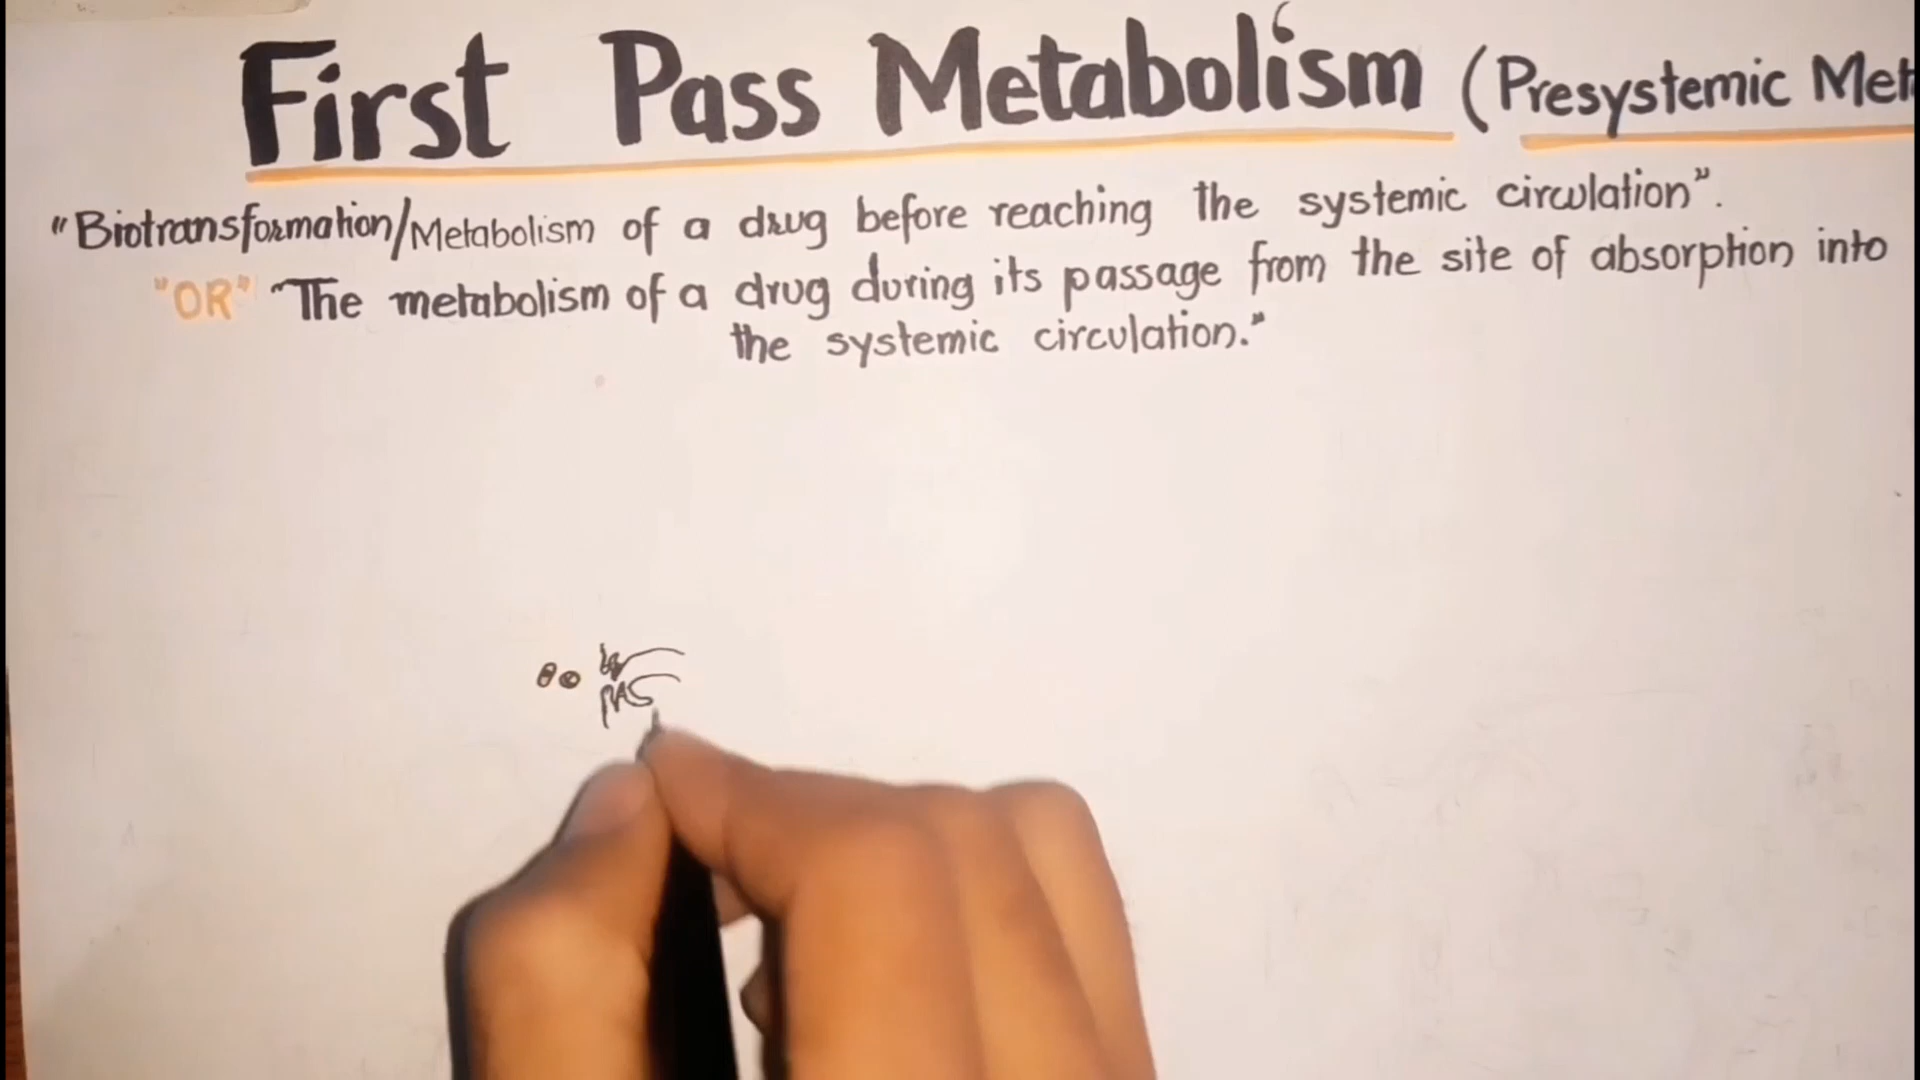 First Pass Metabolism (Presystemic Met
"Biotransformation/Metabolism of a drug before reaching the systemic circulation".
"OR" "The metabolism of a drug during its passage from the site of absorption into
the systemic circulation."